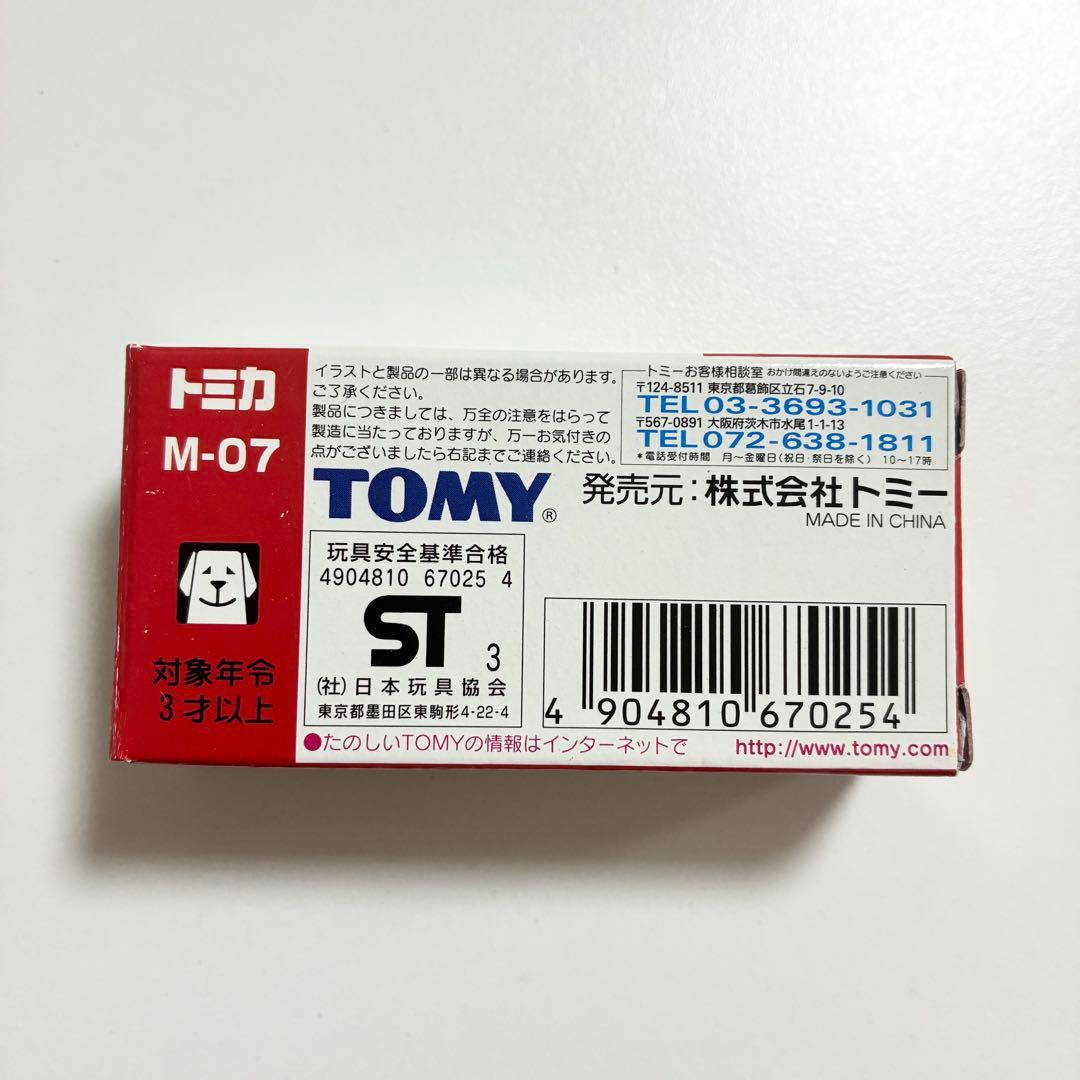 トミカ
M-07
対象年令
3才以上
イラストと製品の一部は異なる場合があります。
ご了承ください。
製品につきましては、万全の注意をはらって
製造に当たっておりますが、万一お気付きの
点がございましたら右記までご連絡ください。
トミーお客様相談室 おかけ間違えのないようご注意ください
〒124-8511 東京都葛飾区立石7-9-10
TEL 03-3693-1031
〒567-0891 大阪府茨木市水尾1-1-13
TEL 072-638-1811
*電話受付時間 月〜金曜日(祝日・祭日を除く) 10〜17時
TOMY®
発売元：株式会社トミー
MADE IN CHINA
玩具安全基準合格
4904810 67025 4
ST 3
(社)日本玩具協会
東京都墨田区東駒形4-22-4
4 904810 670254
●たのしいTOMYの情報はインターネットで http://www.tomy.com